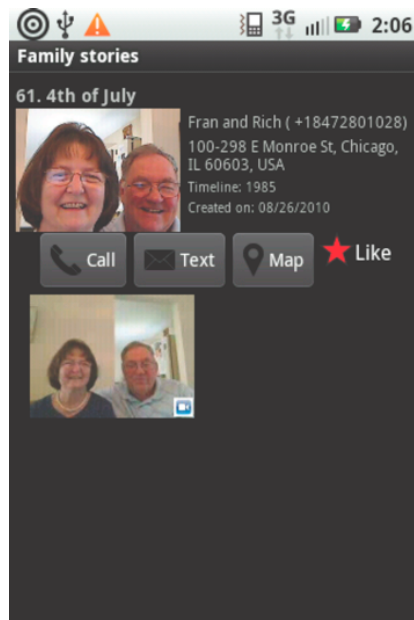 3G 2:06
Family stories
61. 4th of July
Fran and Rich ( +18472801028)
100-298 E Monroe St, Chicago,
IL 60603, USA
Timeline: 1985
Created on: 08/26/2010
Call Text Map Like